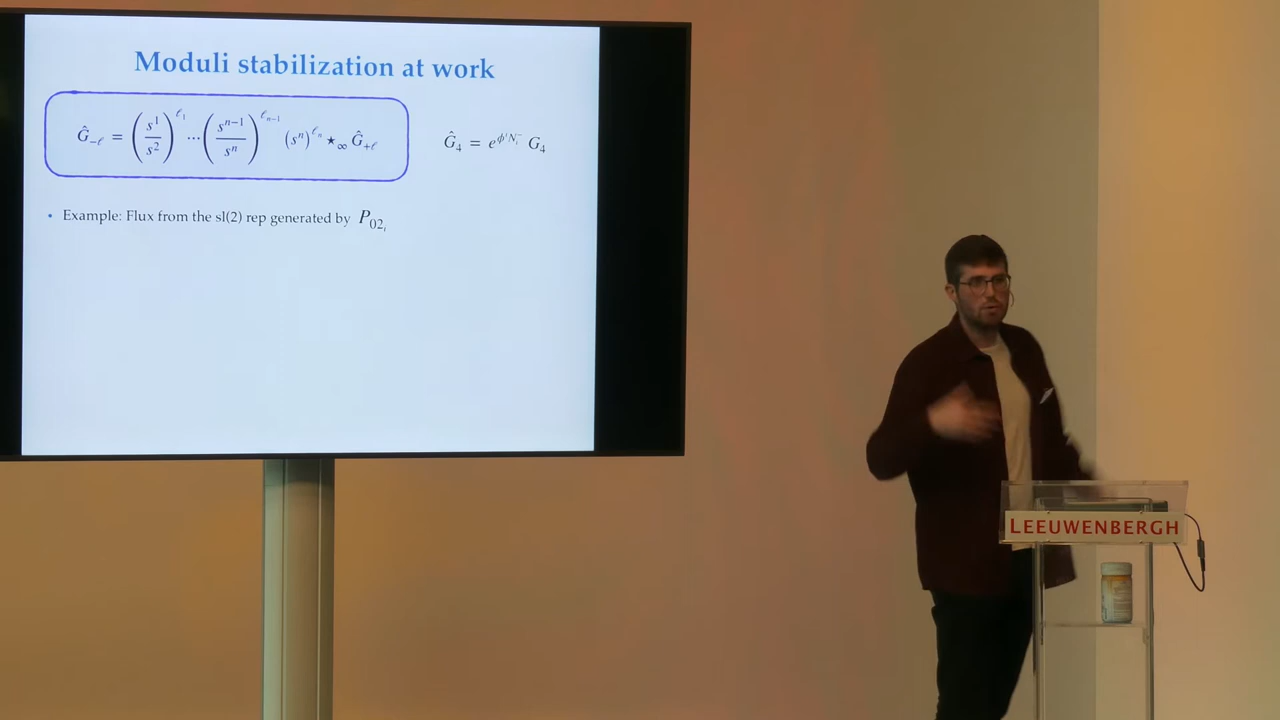 Moduli stabilization at work
Ĝ_{-ℓ} = (s^1/s^2)^{ℓ_1} ⋯ (s^{n-1}/s^n)^{ℓ_{n-1}} (s^n)^{ℓ_n} ⋆_∞ Ĝ_{+ℓ}
Ĝ_4 = e^{ϕ^i N_i^-} G_4
• Example: Flux from the sl(2) rep generated by P_{02_i}
LEEUWENBERGH